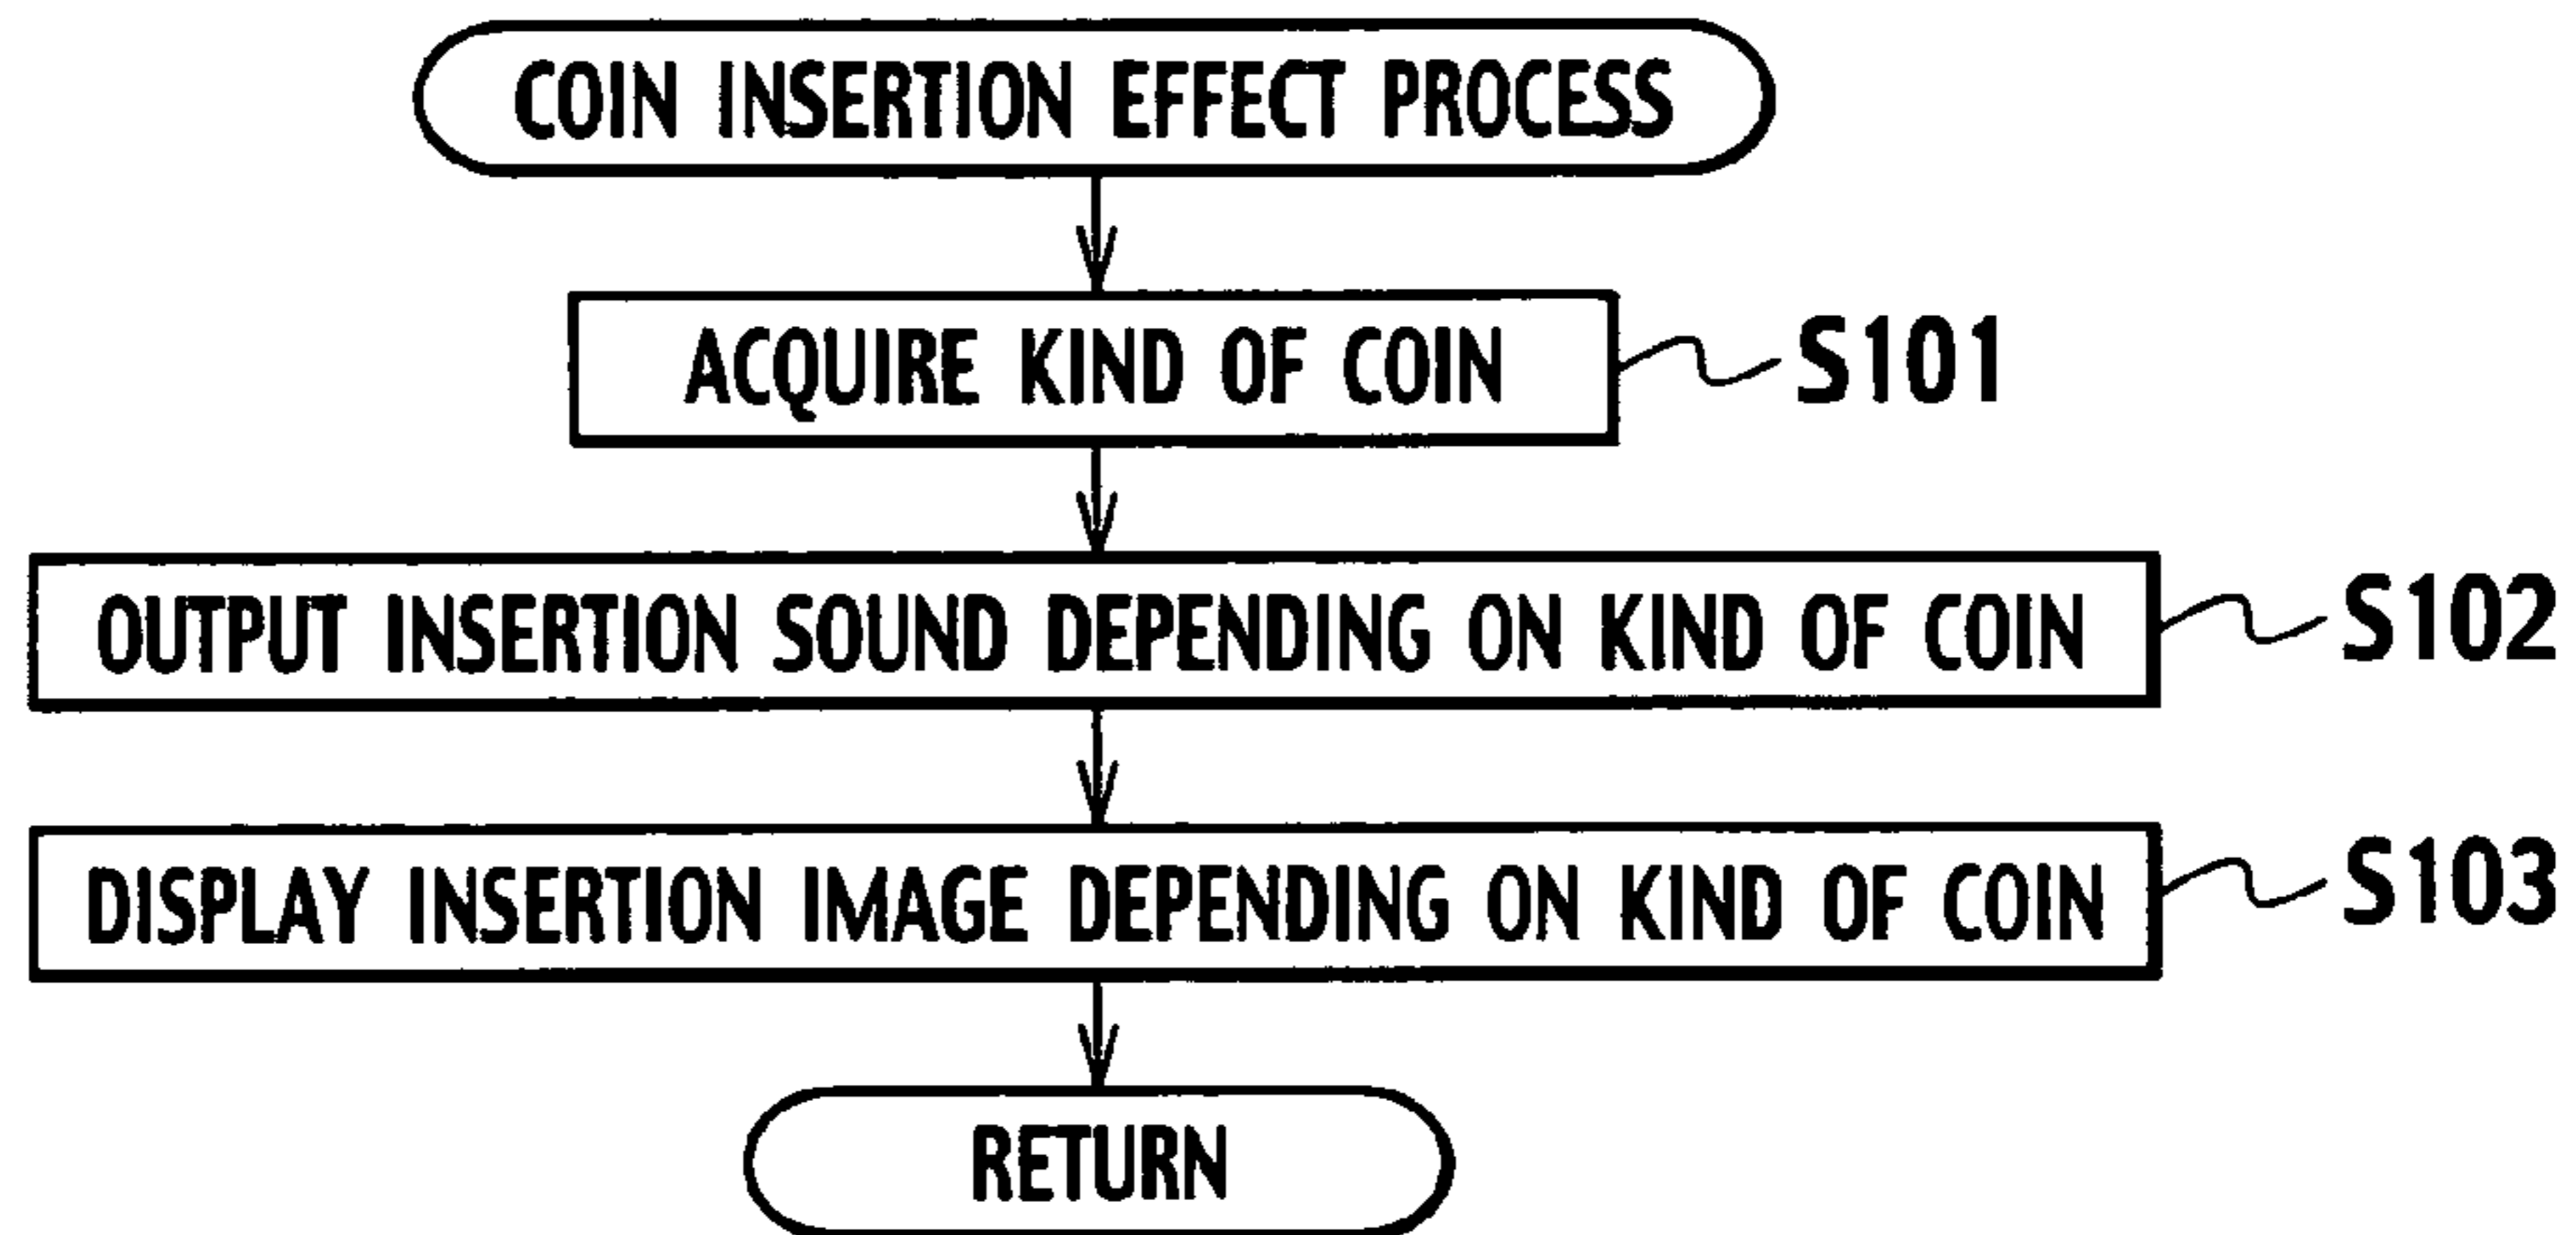 COIN INSERTION EFFECT PROCESS
ACQUIRE KIND OF COIN
S101
OUTPUT INSERTION SOUND DEPENDING ON KIND OF COIN
S102
DISPLAY INSERTION IMAGE DEPENDING ON KIND OF COIN
S103
RETURN